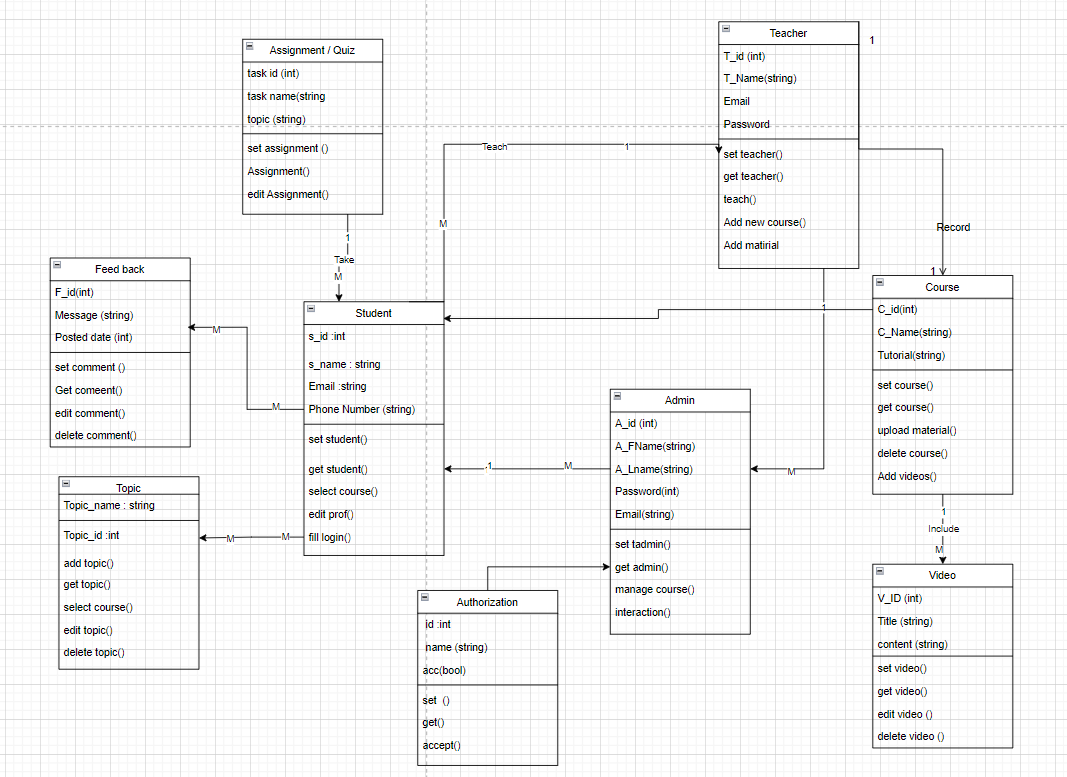 Assignment / Quiz
task id (int)
task name(string
topic (string)
set assignment ()
Assignment()
edit Assignment()
1
Take
M
Teacher
T_id (int)
T_Name(string)
Email
Password
set teacher()
get teacher()
teach()
Add new course()
Add matirial
1
Teach
1
M
Record
1
1
Feed back
F_id(int)
Message (string)
Posted date (int)
set comment ()
Get comeent()
edit comment()
delete comment()
M
M
Student
s_id :int
s_name : string
Email :string
Phone Number (string)
set student()
get student()
select course()
edit prof()
fill login()
Course
C_id(int)
C_Name(string)
Tutorial(string)
set course()
get course()
upload material()
delete course()
Add videos()
Admin
A_id (int)
A_FName(string)
A_Lname(string)
Password(int)
Email(string)
set tadmin()
get admin()
manage course()
interaction()
1
M
M
Topic
Topic_name : string
Topic_id :int
add topic()
get topic()
select course()
edit topic()
delete topic()
M
M
1
Include
M
Authorization
id :int
name (string)
acc(bool)
set ()
get()
accept()
Video
V_ID (int)
Title (string)
content (string)
set video()
get video()
edit video ()
delete video ()